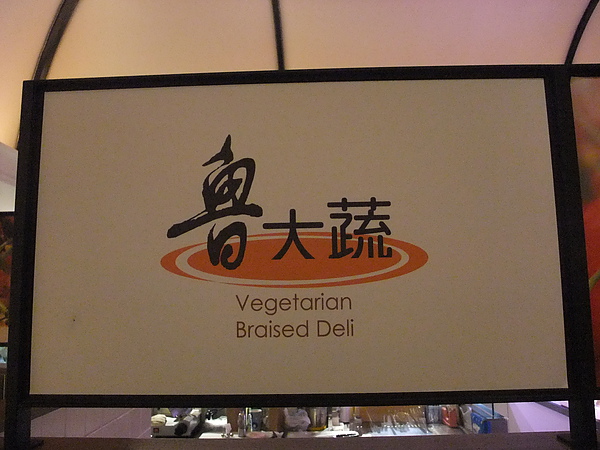 魯大蔬
Vegetarian
Braised Deli